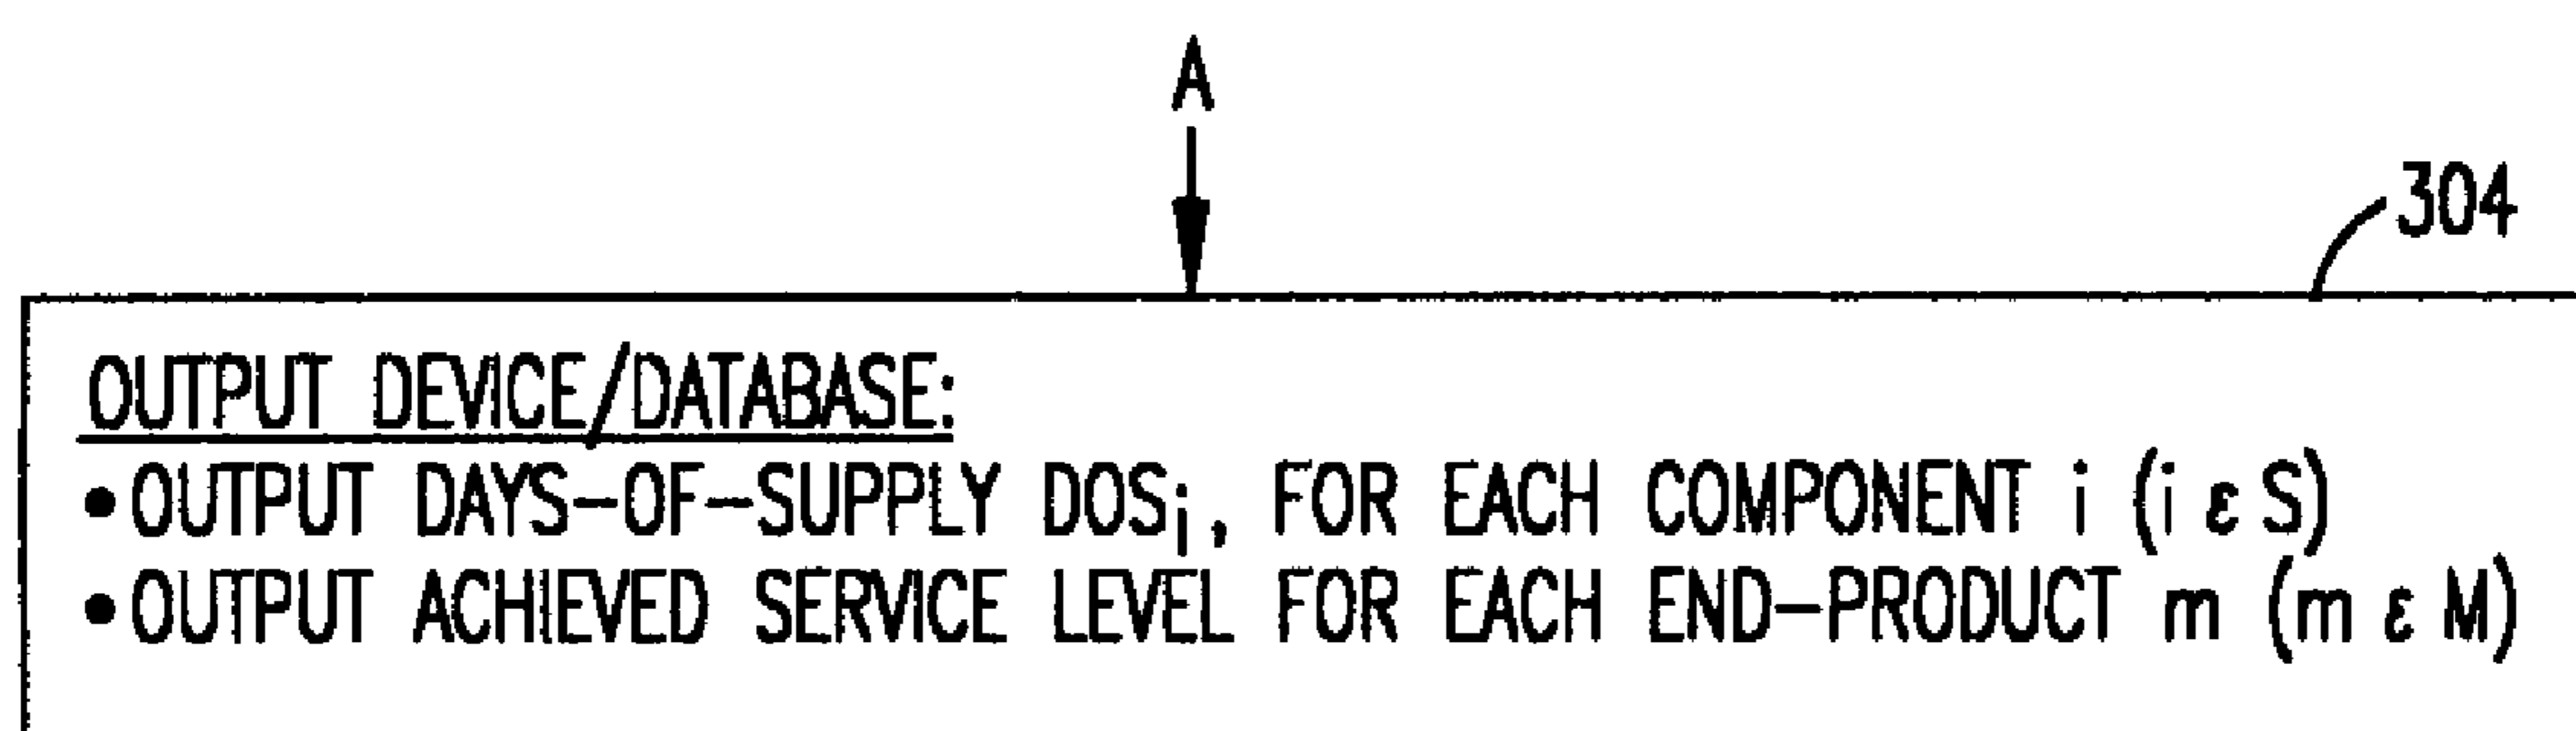 A
304
OUTPUT DEVICE/DATABASE:
•OUTPUT DAYS-OF-SUPPLY DOSi, FOR EACH COMPONENT i (i ε S)
•OUTPUT ACHIEVED SERVICE LEVEL FOR EACH END-PRODUCT m (m ε M)